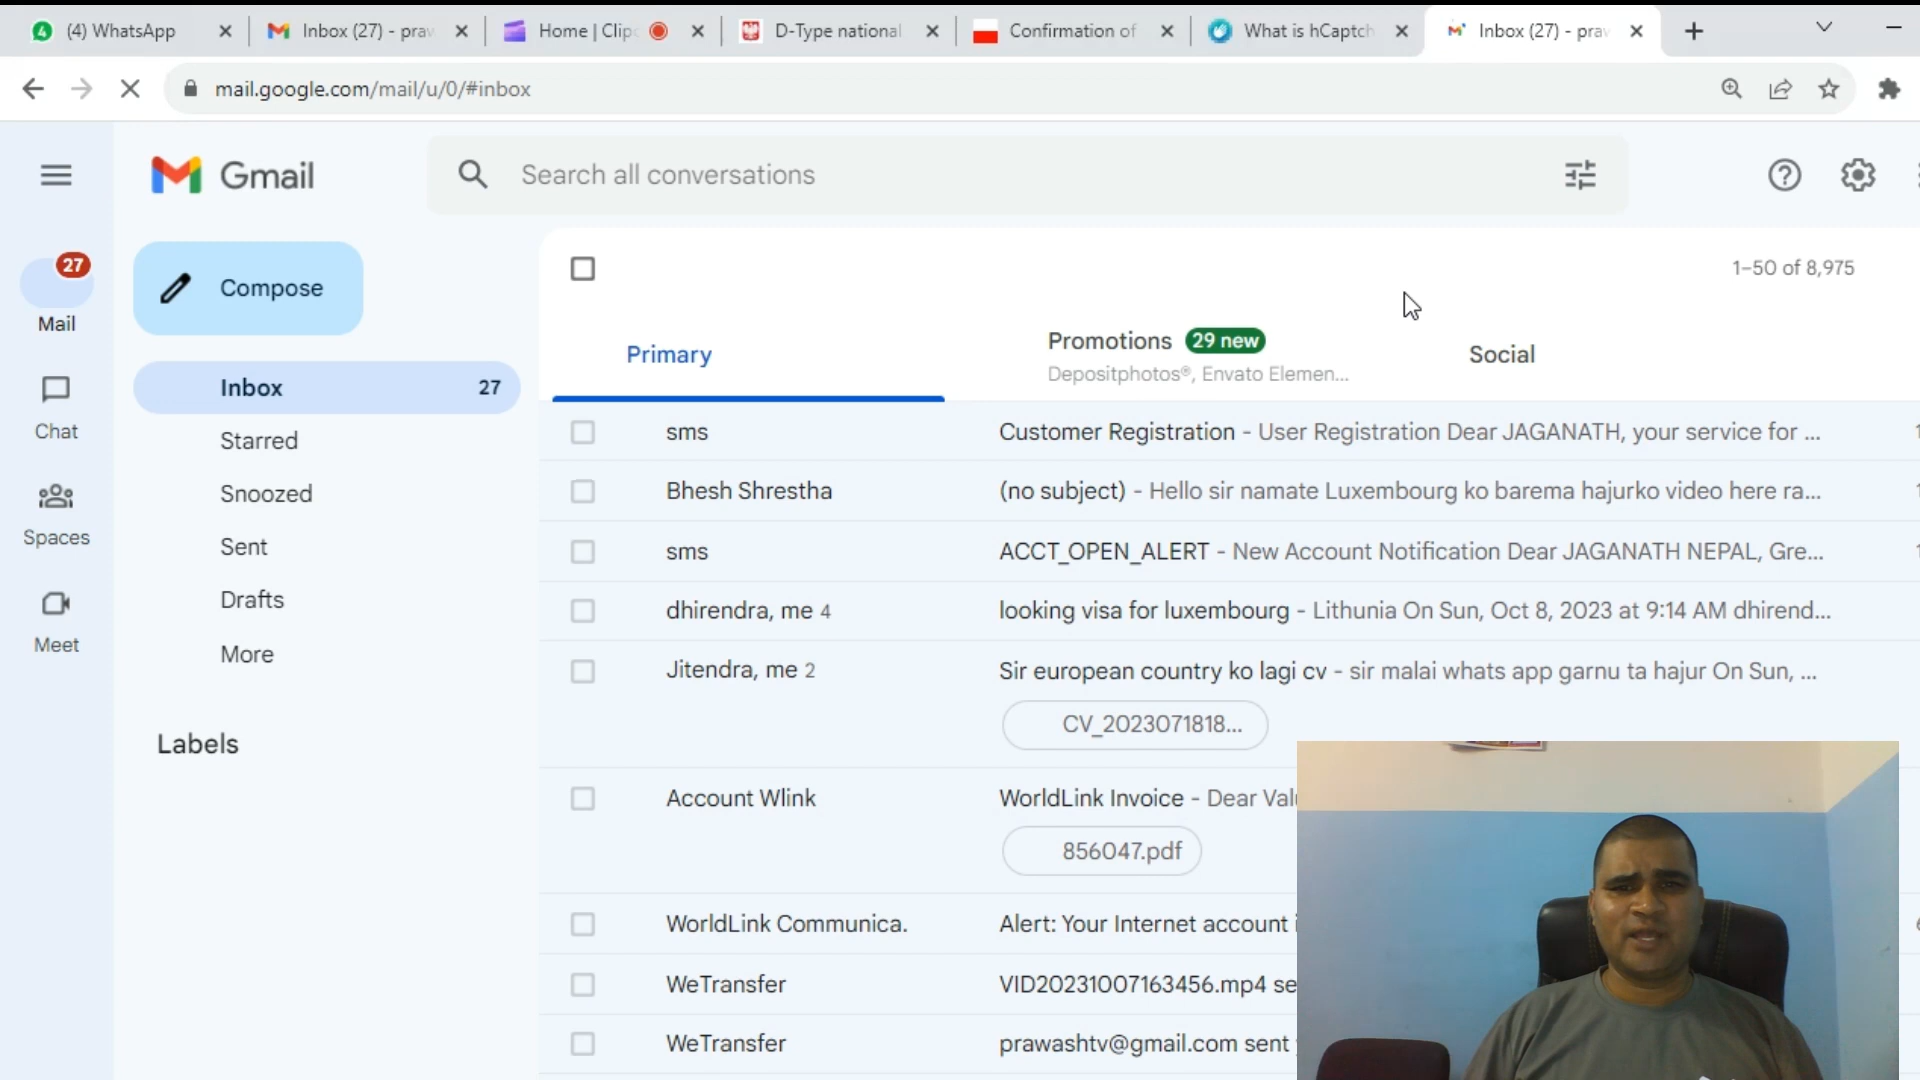 (4) WhatsApp
Inbox (27) - praw
Home | Clipc
D-Type national
Confirmation of
What is hCaptch
Inbox (27) - praw
mail.google.com/mail/u/0/#inbox
Gmail
Search all conversations
Compose
1–50 of 8,975
27
Mail
Primary
Promotions 29 new
Depositphotos®, Envato Elemen...
Social
Inbox 27
Chat
Starred
Snoozed
Spaces
Sent
Drafts
Meet
More
Labels
sms Customer Registration - User Registration Dear JAGANATH, your service for ...
Bhesh Shrestha (no subject) - Hello sir namate Luxembourg ko barema hajurko video here ra...
sms ACCT_OPEN_ALERT - New Account Notification Dear JAGANATH NEPAL, Gre...
dhirendra, me 4 looking visa for luxembourg - Lithunia On Sun, Oct 8, 2023 at 9:14 AM dhirend...
Jitendra, me 2 Sir european country ko lagi cv - sir malai whats app garnu ta hajur On Sun, ...
CV_2023071818...
Account Wlink WorldLink Invoice - Dear Val
856047.pdf
WorldLink Communica. Alert: Your Internet account
WeTransfer VID20231007163456.mp4 se
WeTransfer prawashtv@gmail.com sent